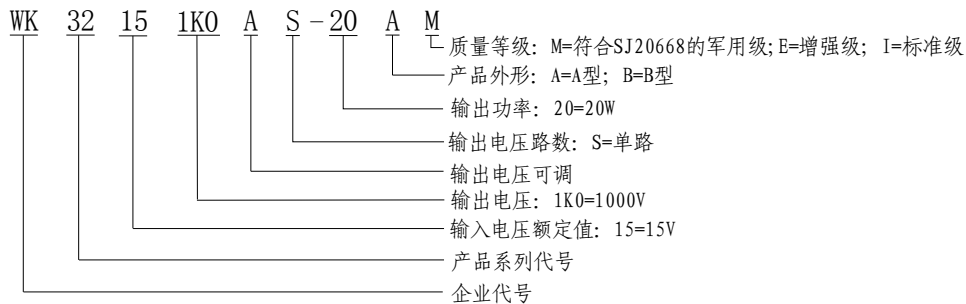 WK 32 15 1K0 A S-20 A M
质量等级: M=符合SJ20668的军用级;E=增强级; I=标准级
产品外形: A=A型; B=B型
输出功率: 20=20W
输出电压路数: S=单路
输出电压可调
输出电压: 1K0=1000V
输入电压额定值: 15=15V
产品系列代号
企业代号